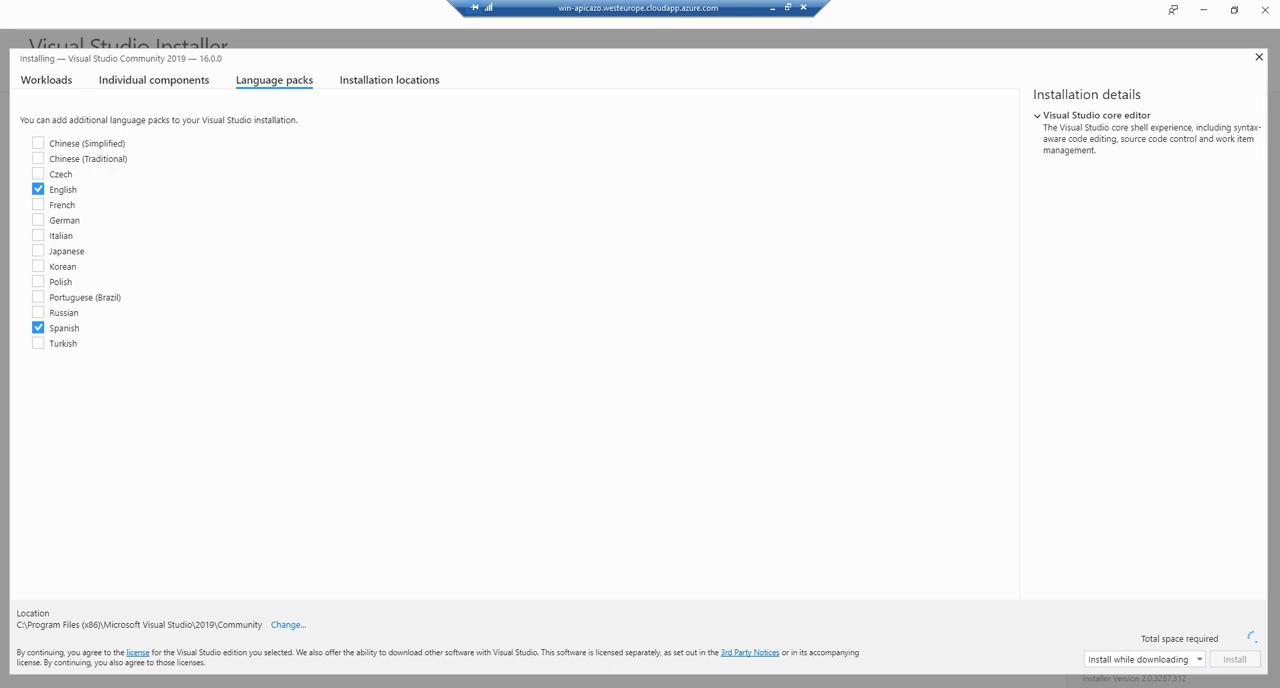 win-apicazo.westeurope.cloudapp.azure.com
Visual Studio Installer
Installing — Visual Studio Community 2019 — 16.0.0
Workloads
Individual components
Language packs
Installation locations
You can add additional language packs to your Visual Studio installation.
Chinese (Simplified)
Chinese (Traditional)
Czech
English
French
German
Italian
Japanese
Korean
Polish
Portuguese (Brazil)
Russian
Spanish
Turkish
Installation details
Visual Studio core editor
The Visual Studio core shell experience, including syntax-
aware code editing, source code control and work item
management.
Location
C:\Program Files (x86)\Microsoft Visual Studio\2019\Community
Change...
By continuing, you agree to the license for the Visual Studio edition you selected. We also offer the ability to download other software with Visual Studio. This software is licensed separately, as set out in the 3rd Party Notices or in its accompanying
license. By continuing, you also agree to those licenses.
Total space required
Install while downloading
Install
Installer Version 2.0.3287.312